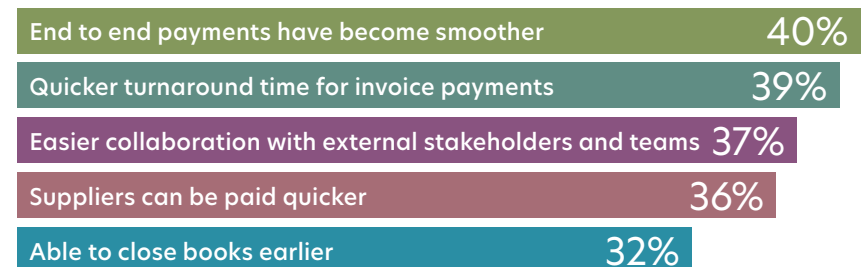 End to end payments have become smoother 40%
Quicker turnaround time for invoice payments 39%
Easier collaboration with external stakeholders and teams 37%
Suppliers can be paid quicker 36%
Able to close books earlier 32%